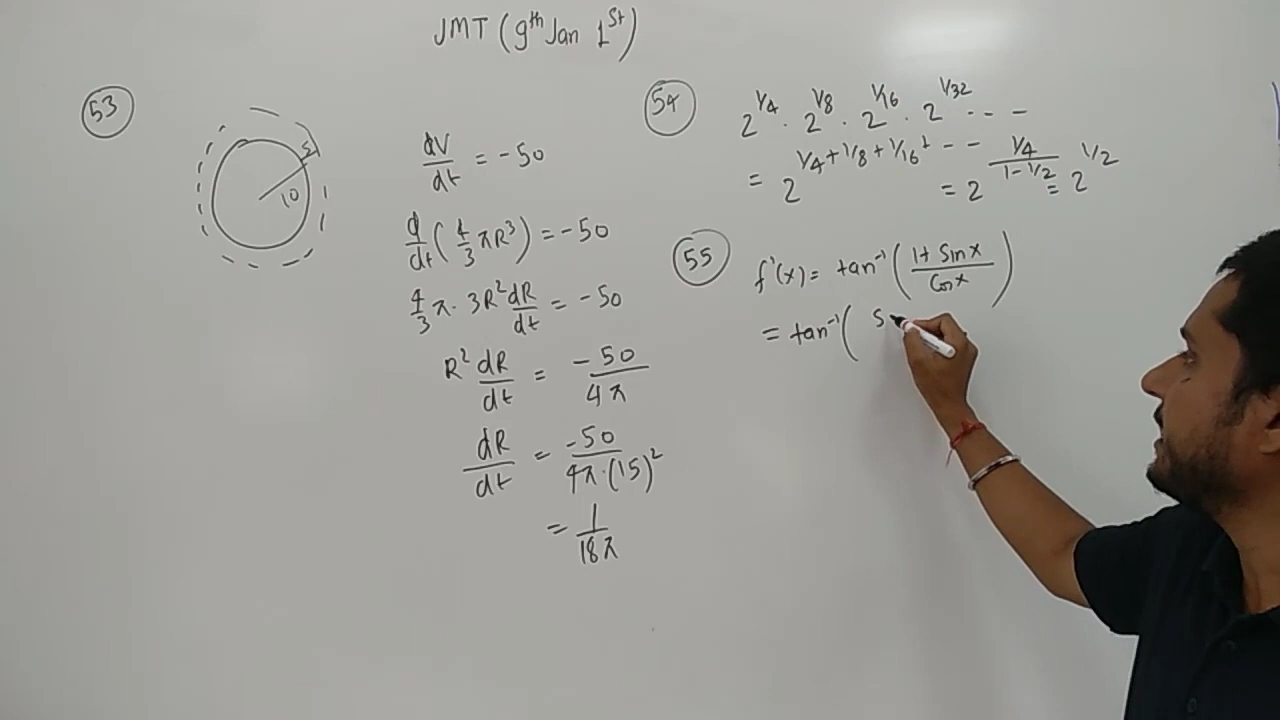 JMT (9th Jan 1st)
53
5
10
dV/dt = -50
d/dt (4/3 πR³) = -50
4/3 π · 3R² dR/dt = -50
R² dR/dt = -50/4π
dR/dt = -50/4π·(15)²
= 1/18π
54
2^1/4 · 2^1/8 · 2^1/16 · 2^1/32 ·· - -
= 2^1/4+1/8+1/16+ - - = 2^(1/4)/(1-1/2) = 2^1/2
55
f'(x) = tan⁻¹ (1+ Sinx / Cosx)
= tan⁻¹ ( S